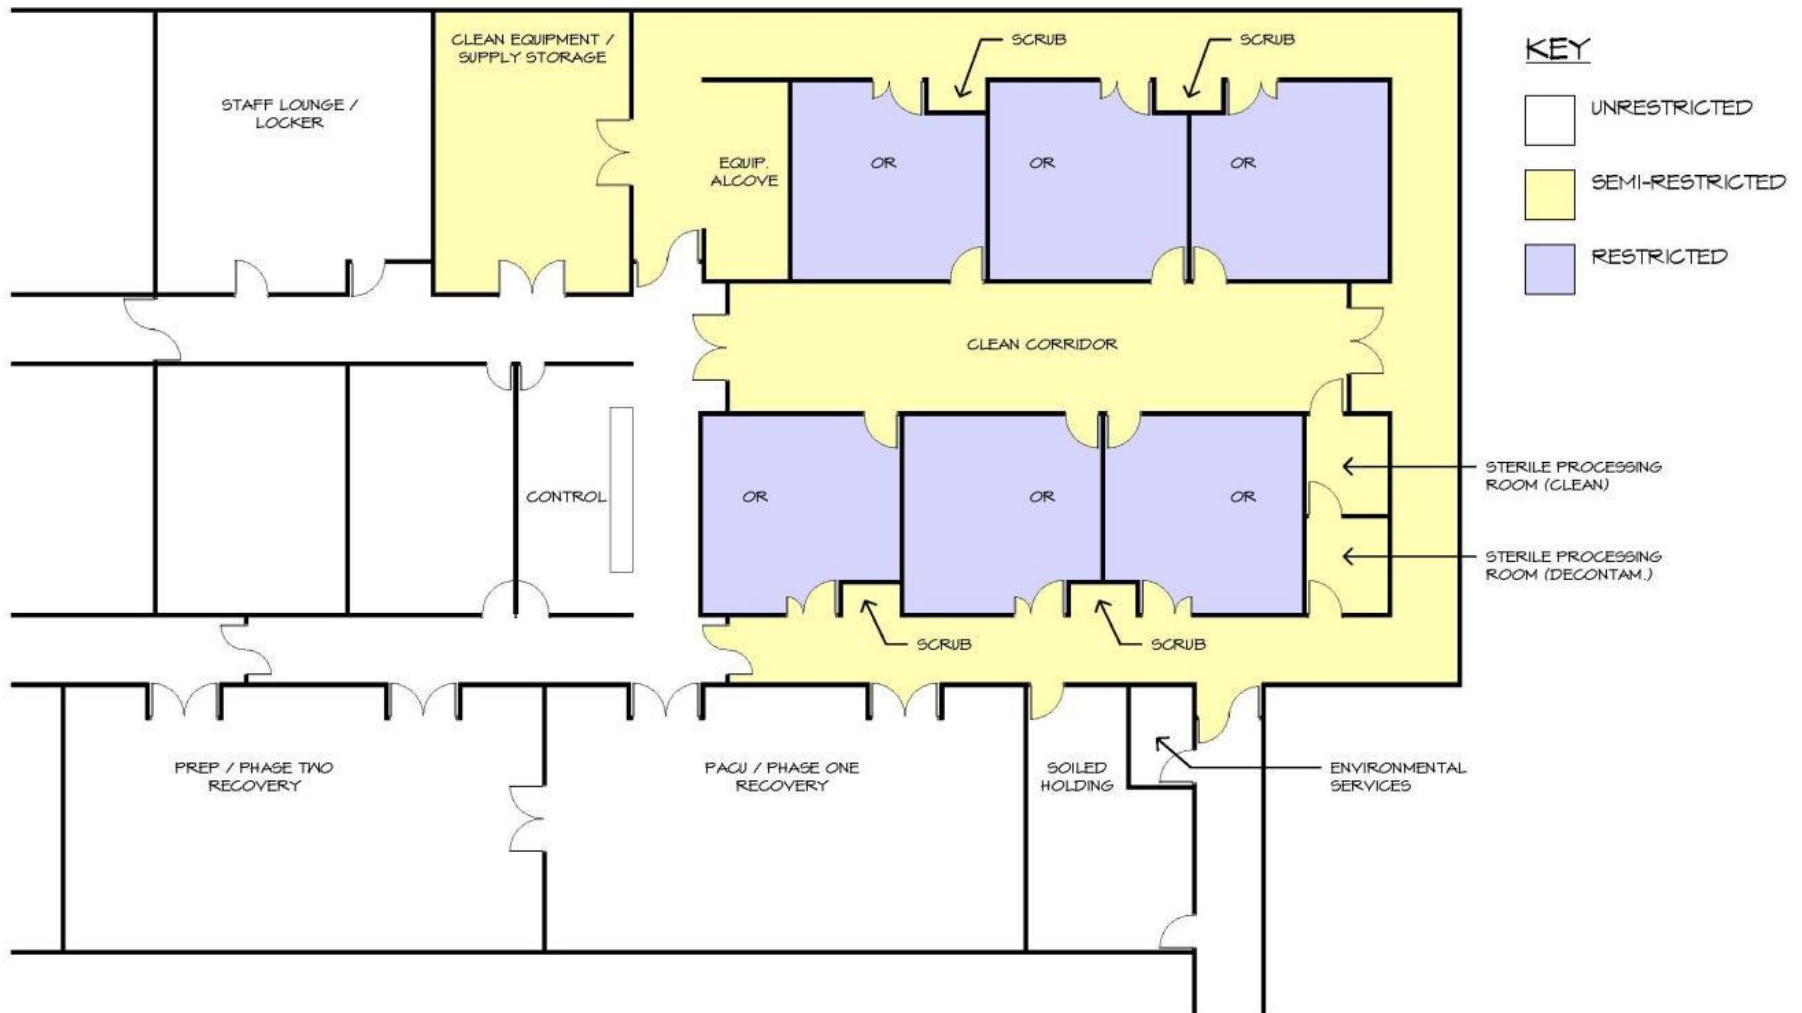 CLEAN EQUIPMENT /
SUPPLY STORAGE
SCRUB
SCRUB
KEY
UNRESTRICTED
SEMI-RESTRICTED
RESTRICTED
STAFF LOUNGE /
LOCKER
EQUIP.
ALCOVE
OR
OR
OR
CLEAN CORRIDOR
CONTROL
OR
OR
OR
STERILE PROCESSING
ROOM (CLEAN)
STERILE PROCESSING
ROOM (DECONTAM.)
SCRUB
SCRUB
PREP / PHASE TWO
RECOVERY
PACU / PHASE ONE
RECOVERY
SOILED
HOLDING
ENVIRONMENTAL
SERVICES